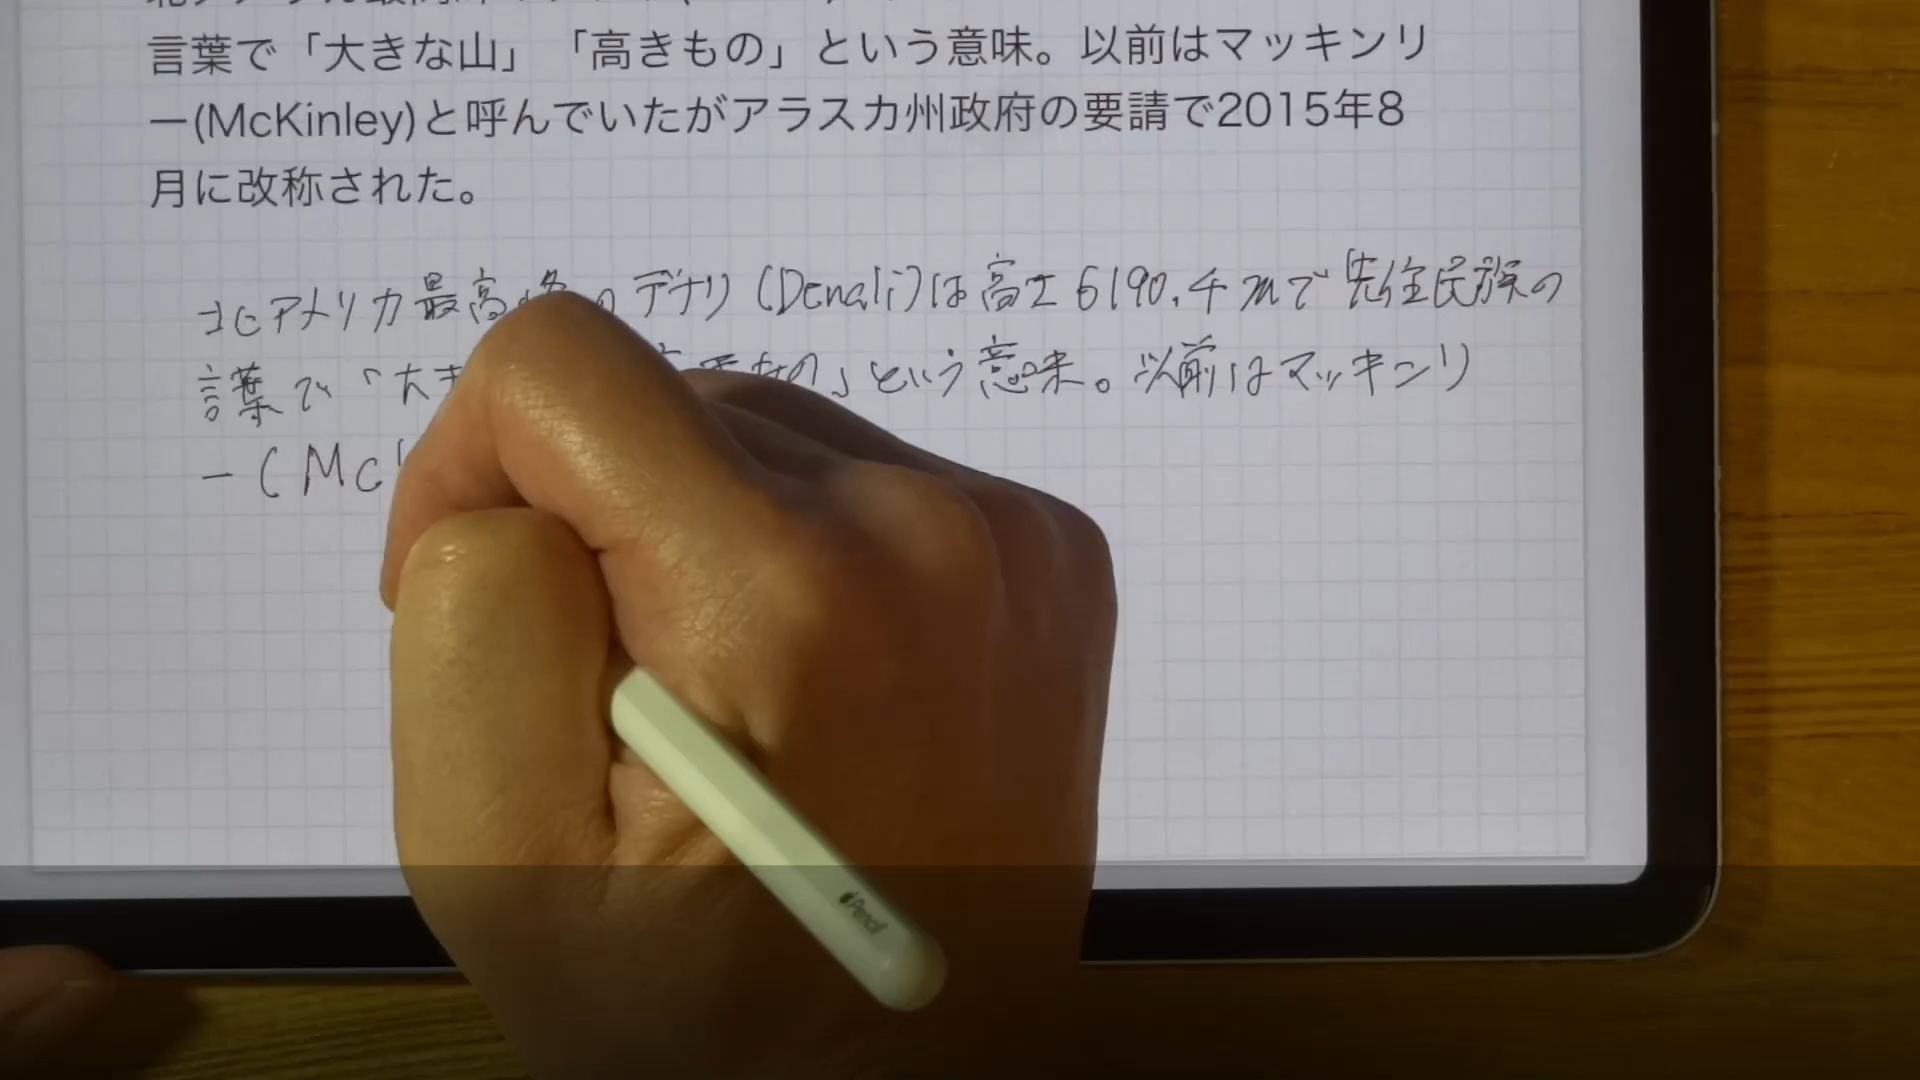 言葉で「大きな山」「高きもの」という意味。以前はマッキンリ
ー(McKinley)と呼んでいたがアラスカ州政府の要請で2015年8
月に改称された。
北アメリカ最高 のデナリ(Denali)は高士6190.4mで先住民族の
言葉で「大き もの」という意味。以前はマッキンリ
ー(Mc
Pencil